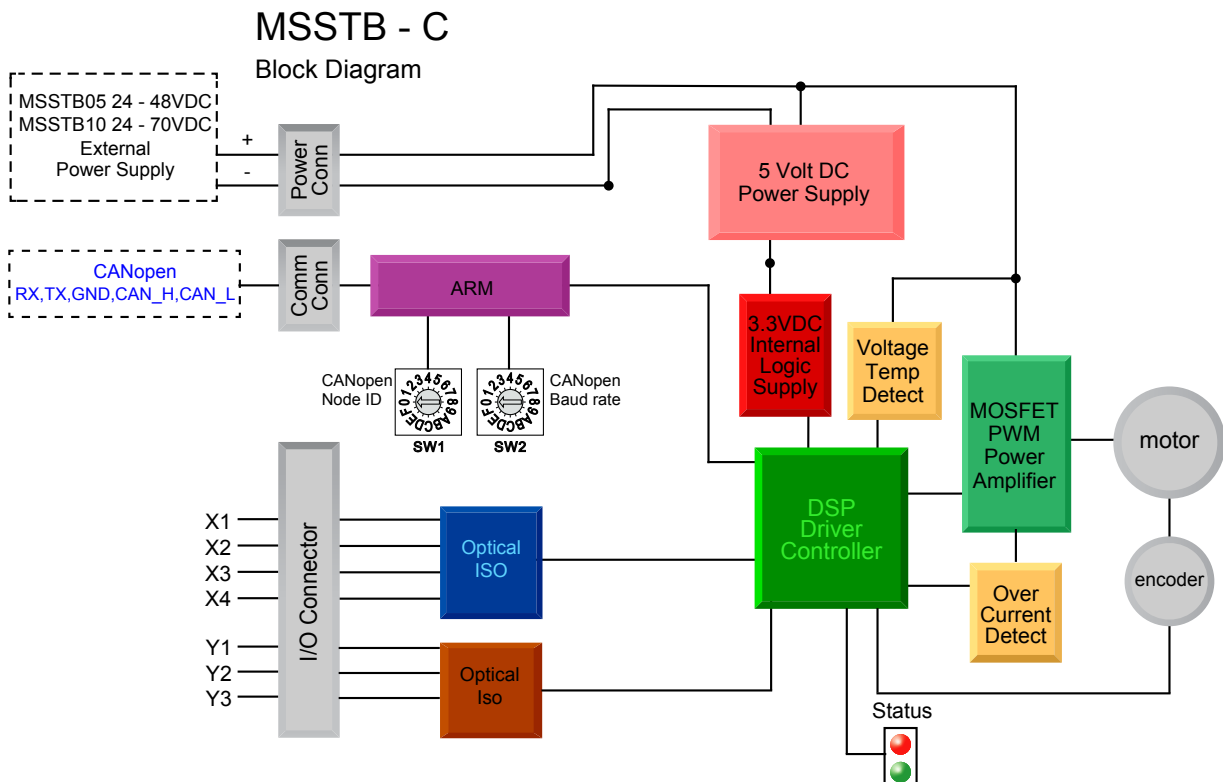 MSSTB - C
Block Diagram
MSSTB05 24 - 48VDC
MSSTB10 24 - 70VDC
External
Power Supply
+
-
Power
Conn
5 Volt DC
Power Supply
CANopen
RX,TX,GND,CAN_H,CAN_L
Comm
Conn
ARM
3.3VDC
Internal
Logic
Supply
Voltage
Temp
Detect
MOSFET
PWM
Power
Amplifier
motor
CANopen
Node ID
0123456789ABCDEF
SW1
0123456789ABCDEF
SW2
CANopen
Baud rate
I/O Connector
X1
X2
X3
X4
Optical
ISO
DSP
Driver
Controller
Over
Current
Detect
encoder
Y1
Y2
Y3
Optical
Iso
Status